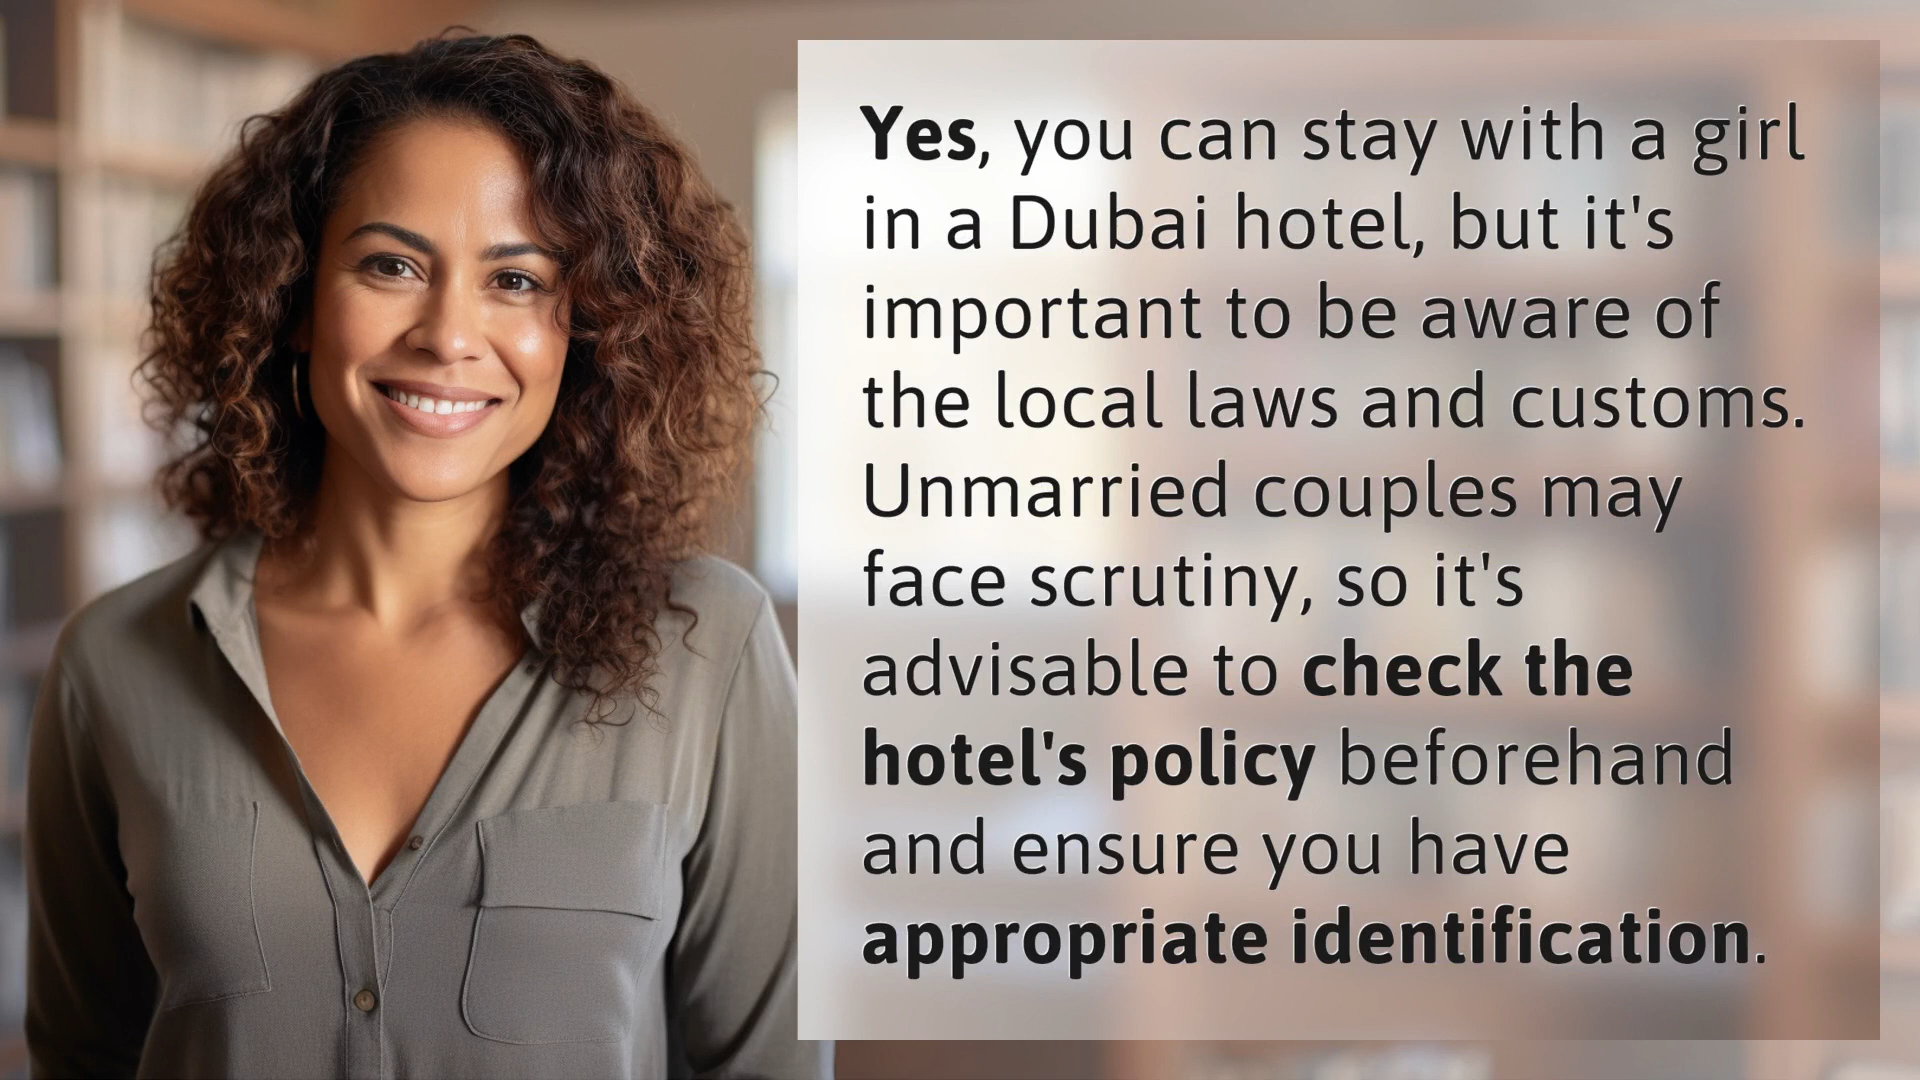 Yes, you can stay with a girl
in a Dubai hotel, but it's
important to be aware of
the local laws and customs.
Unmarried couples may
face scrutiny, so it's
advisable to check the
hotel's policy beforehand
and ensure you have
appropriate identification.